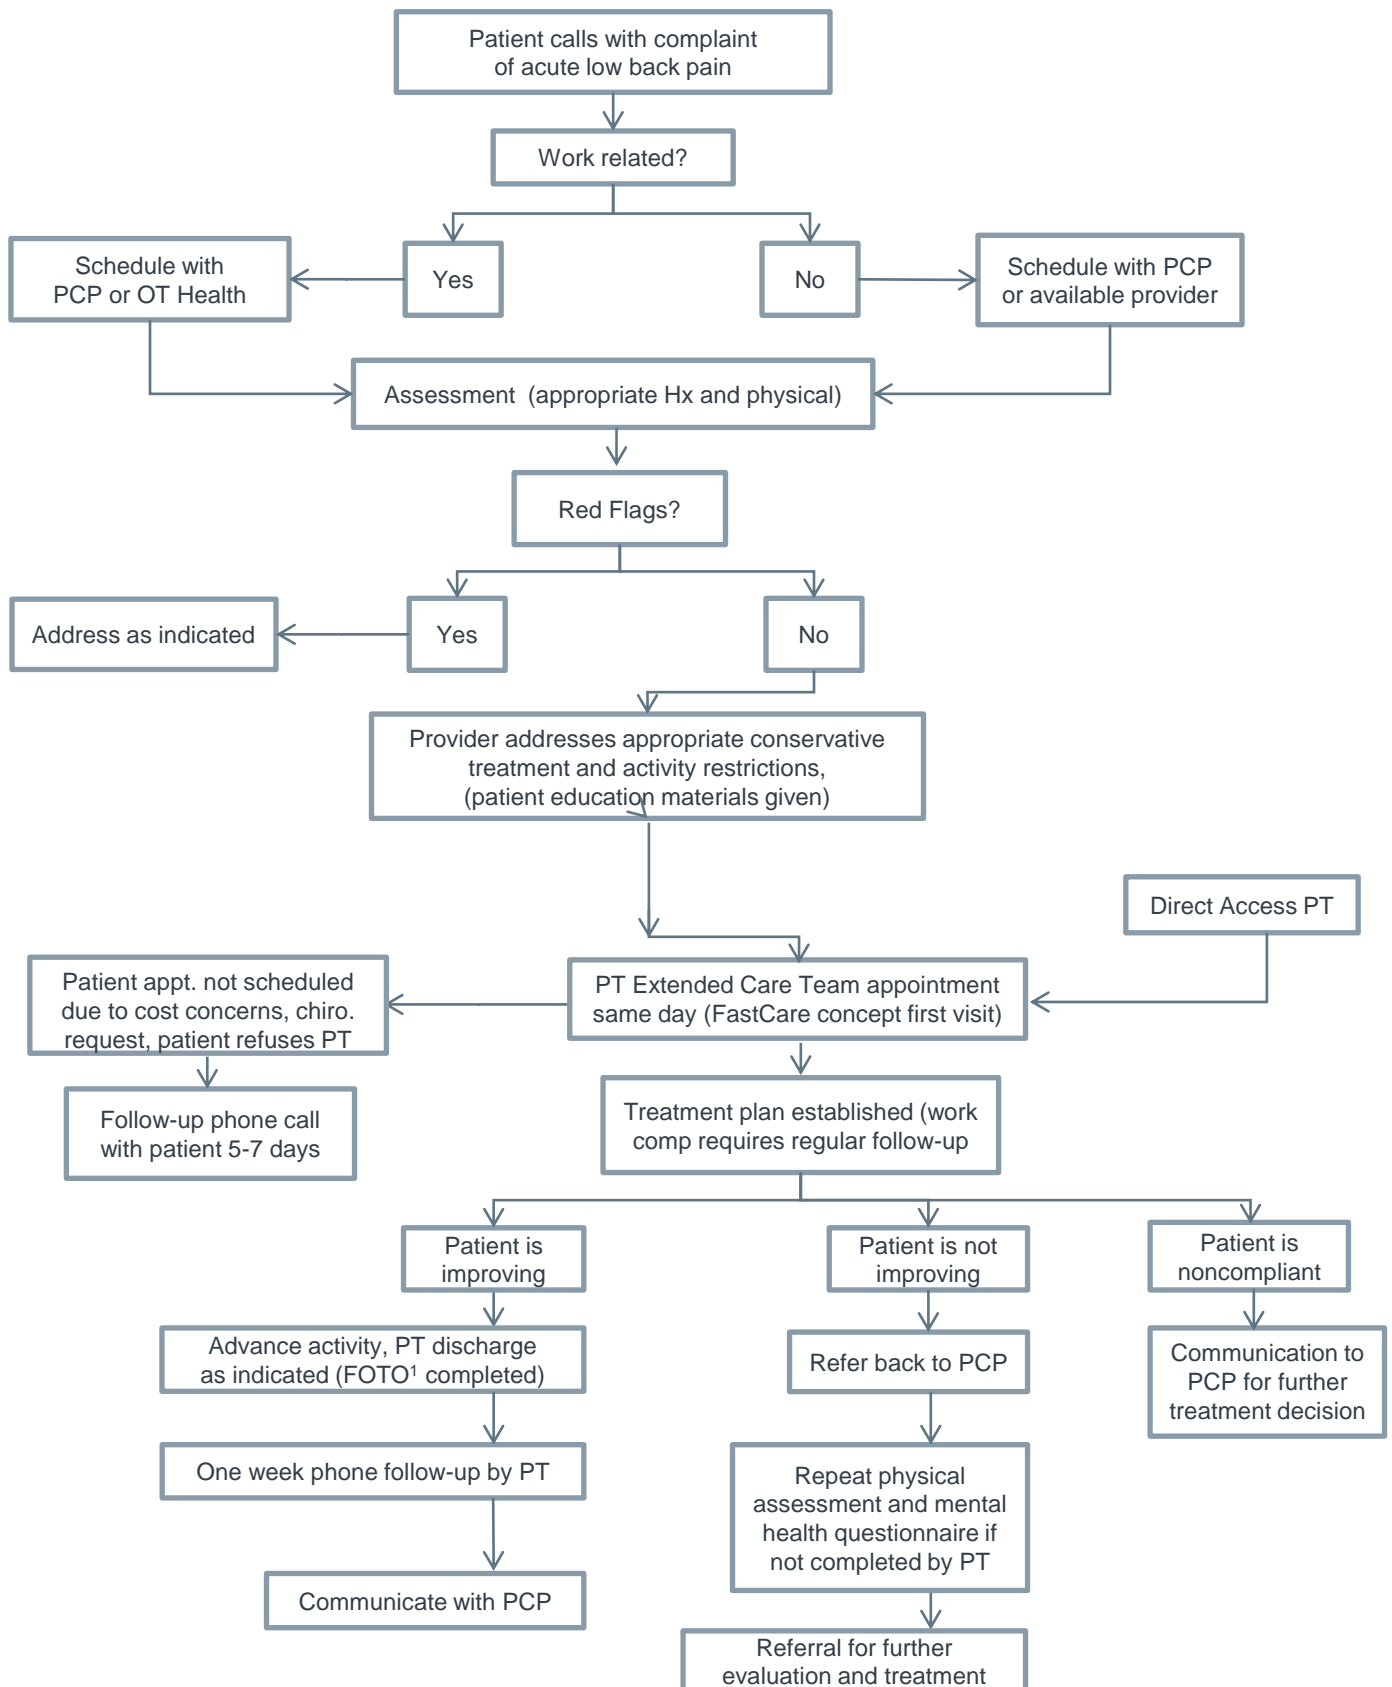 Patient calls with complaint
of acute low back pain
Work related?
Schedule with
PCP or OT Health
Yes
No
Schedule with PCP
or available provider
Assessment (appropriate Hx and physical)
Red Flags?
Address as indicated
Yes
No
Provider addresses appropriate conservative
treatment and activity restrictions,
(patient education materials given)
Direct Access PT
Patient appt. not scheduled
due to cost concerns, chiro.
request, patient refuses PT
PT Extended Care Team appointment
same day (FastCare concept first visit)
Follow-up phone call
with patient 5-7 days
Treatment plan established (work
comp requires regular follow-up
Patient is
improving
Patient is not
improving
Patient is
noncompliant
Advance activity, PT discharge
as indicated (FOTO¹ completed)
Refer back to PCP
Communication to
PCP for further
treatment decision
One week phone follow-up by PT
Repeat physical
assessment and mental
health questionnaire if
not completed by PT
Communicate with PCP
Referral for further
evaluation and treatment